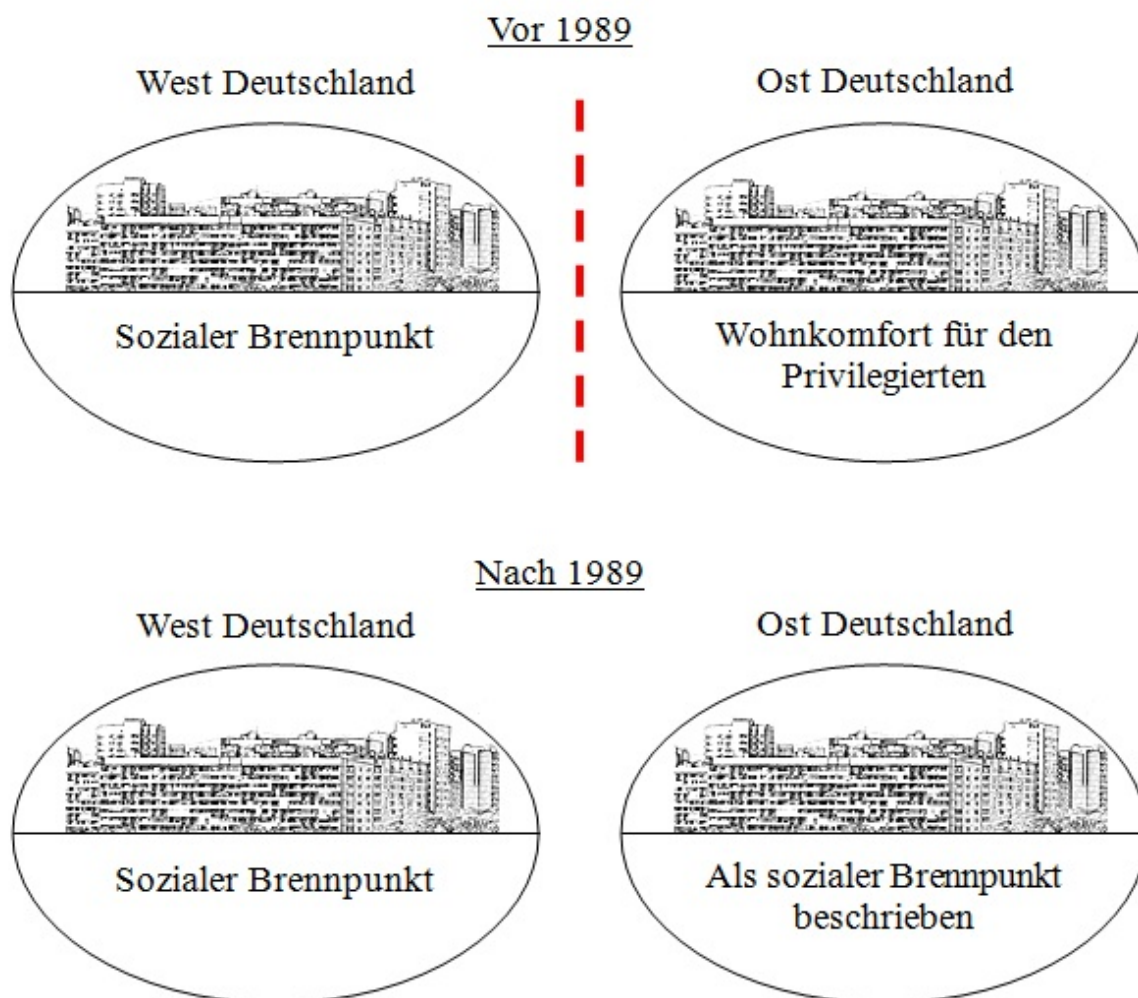 Vor 1989
West Deutschland
Ost Deutschland
Sozialer Brennpunkt
Wohnkomfort für den
Privilegierten
Nach 1989
West Deutschland
Ost Deutschland
Sozialer Brennpunkt
Als sozialer Brennpunkt
beschrieben